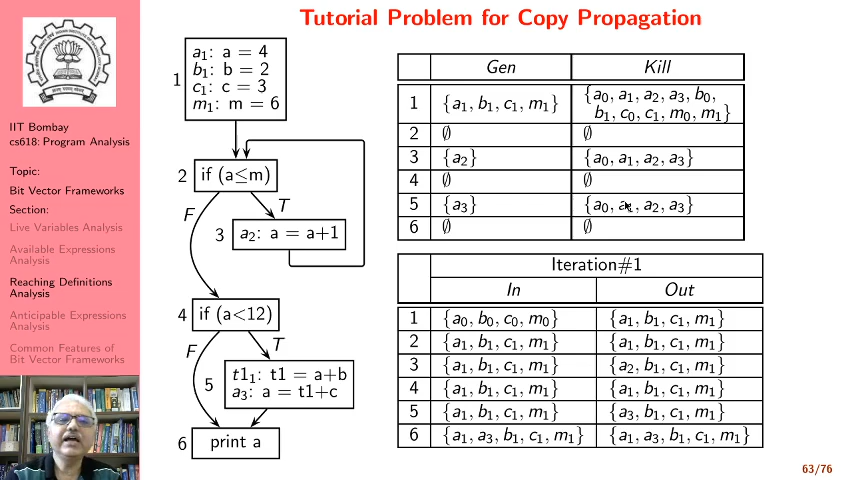 Tutorial Problem for Copy Propagation
IIT Bombay
cs618: Program Analysis
Topic:
Bit Vector Frameworks
Section:
Live Variables Analysis
Available Expressions
Analysis
Reaching Definitions
Analysis
Anticipable Expressions
Analysis
Common Features of
Bit Vector Frameworks
1
a₁: a = 4
b₁: b = 2
c₁: c = 3
m₁: m = 6
2 if (a≤m)
F
T
3 a₂: a = a+1
4 if (a<12)
F
T
5
t1₁: t1 = a+b
a₃: a = t1+c
6 print a
Gen Kill
1 {a₁, b₁, c₁, m₁} {a₀, a₁, a₂, a₃, b₀,
b₁, c₀, c₁, m₀, m₁}
2 ∅ ∅
3 {a₂} {a₀, a₁, a₂, a₃}
4 ∅ ∅
5 {a₃} {a₀, a₁, a₂, a₃}
6 ∅ ∅
Iteration#1
In Out
1 {a₀, b₀, c₀, m₀} {a₁, b₁, c₁, m₁}
2 {a₁, b₁, c₁, m₁} {a₁, b₁, c₁, m₁}
3 {a₁, b₁, c₁, m₁} {a₂, b₁, c₁, m₁}
4 {a₁, b₁, c₁, m₁} {a₁, b₁, c₁, m₁}
5 {a₁, b₁, c₁, m₁} {a₃, b₁, c₁, m₁}
6 {a₁, a₃, b₁, c₁, m₁} {a₁, a₃, b₁, c₁, m₁}
63/76